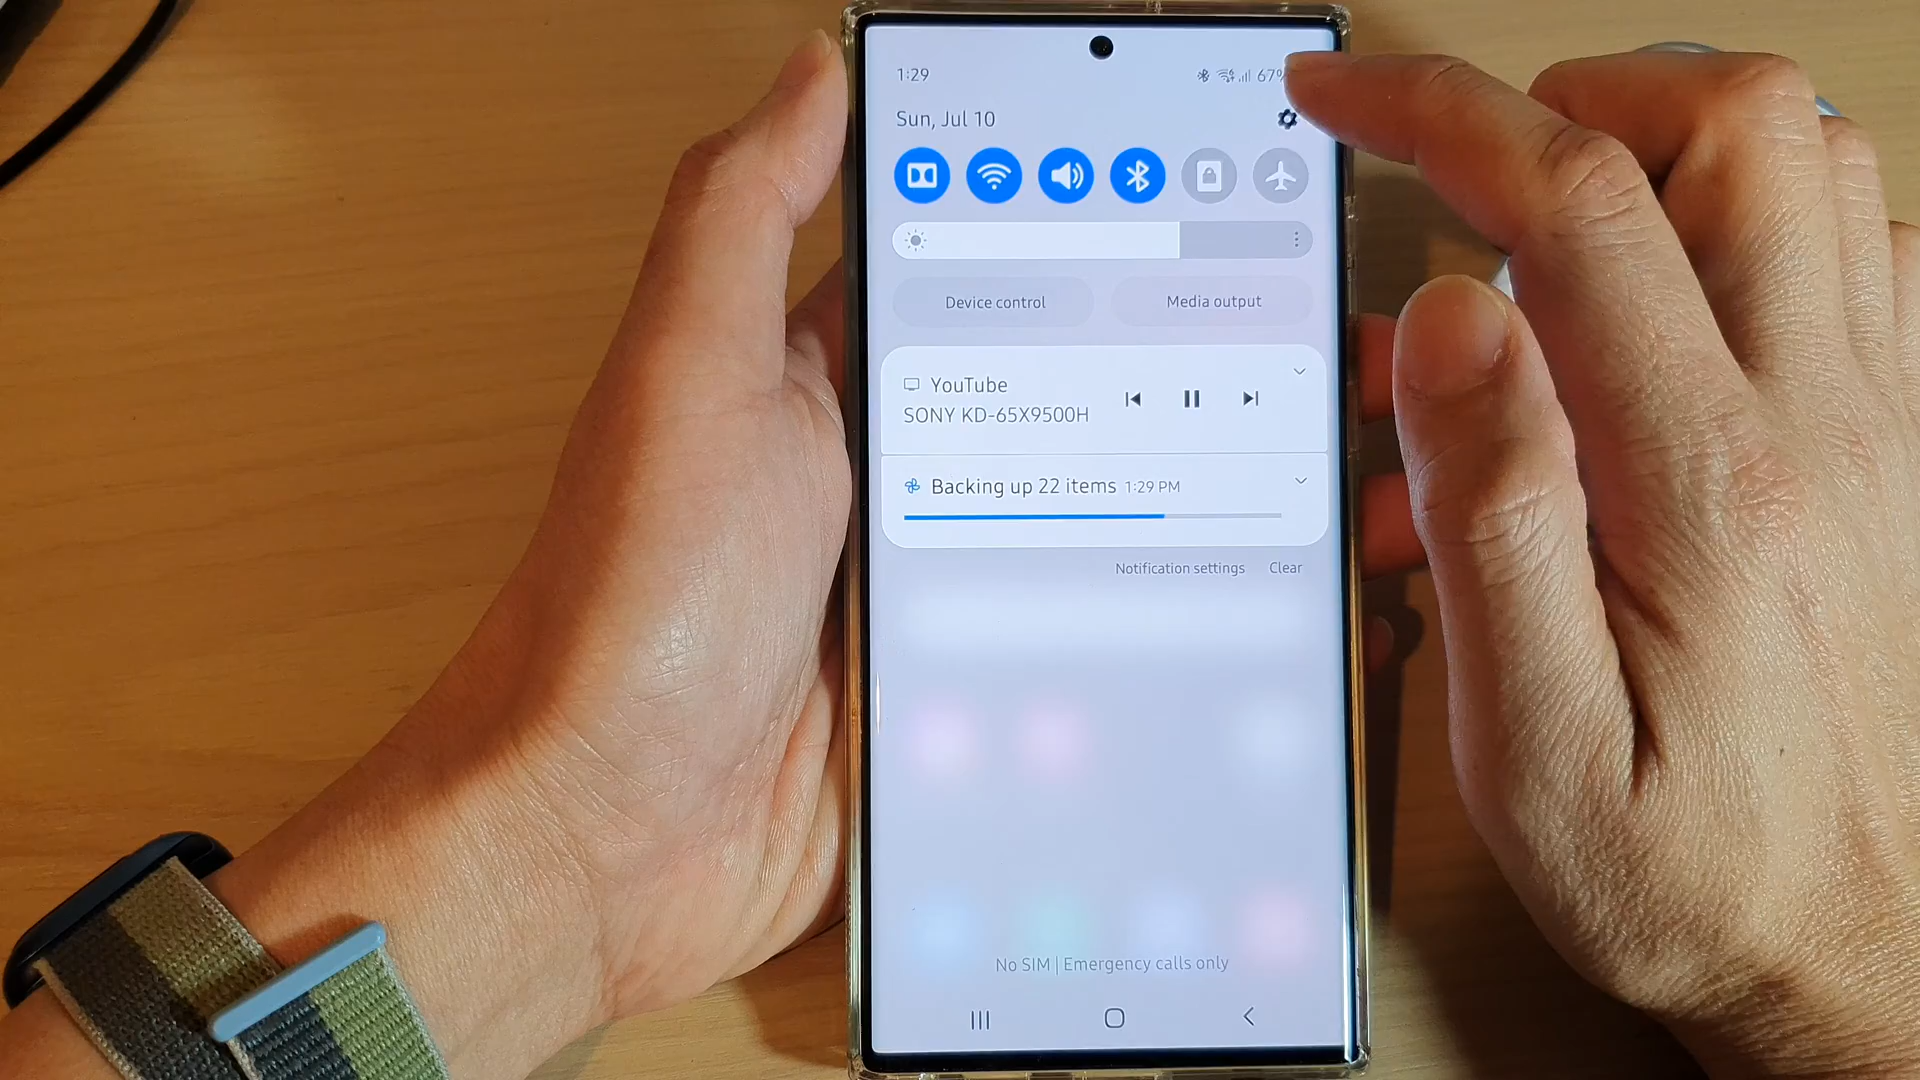 1:29
67%
Sun, Jul 10
Device control
Media output
YouTube
SONY KD-65X9500H
Backing up 22 items 1:29 PM
Notification settings
Clear
No SIM | Emergency calls only